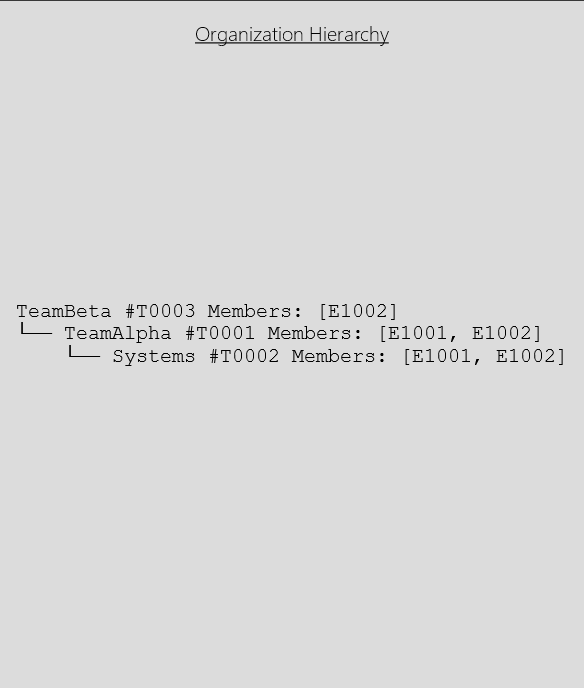 Organization Hierarchy
TeamBeta #T0003 Members: [E1002]
└── TeamAlpha #T0001 Members: [E1001, E1002]
    └── Systems #T0002 Members: [E1001, E1002]